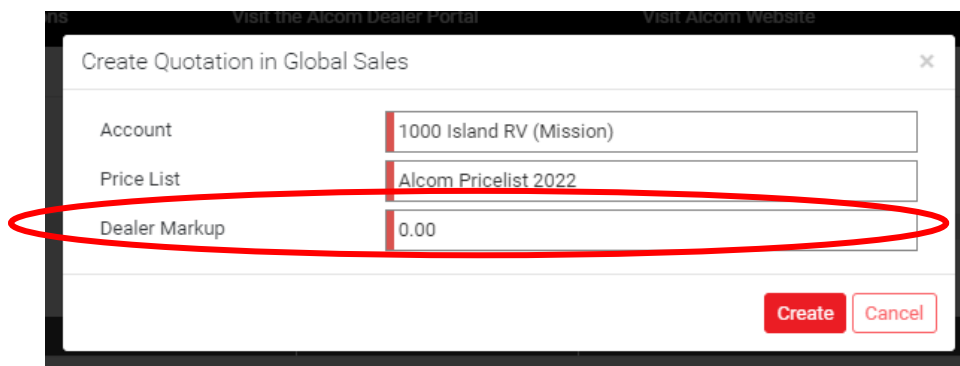 ons Visit the Alcom Dealer Portal Visit Alcom Website
Create Quotation in Global Sales ×
Account 1000 Island RV (Mission)
Price List Alcom Pricelist 2022
Dealer Markup 0.00
Create Cancel